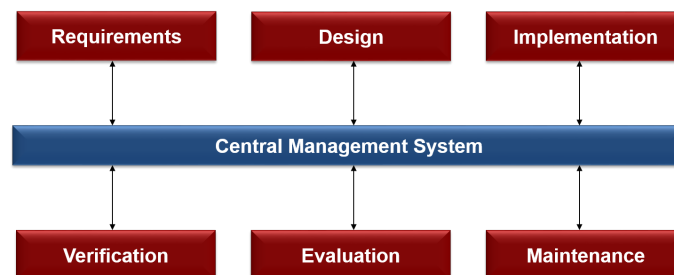 Requirements
Design
Implementation
Central Management System
Verification
Evaluation
Maintenance